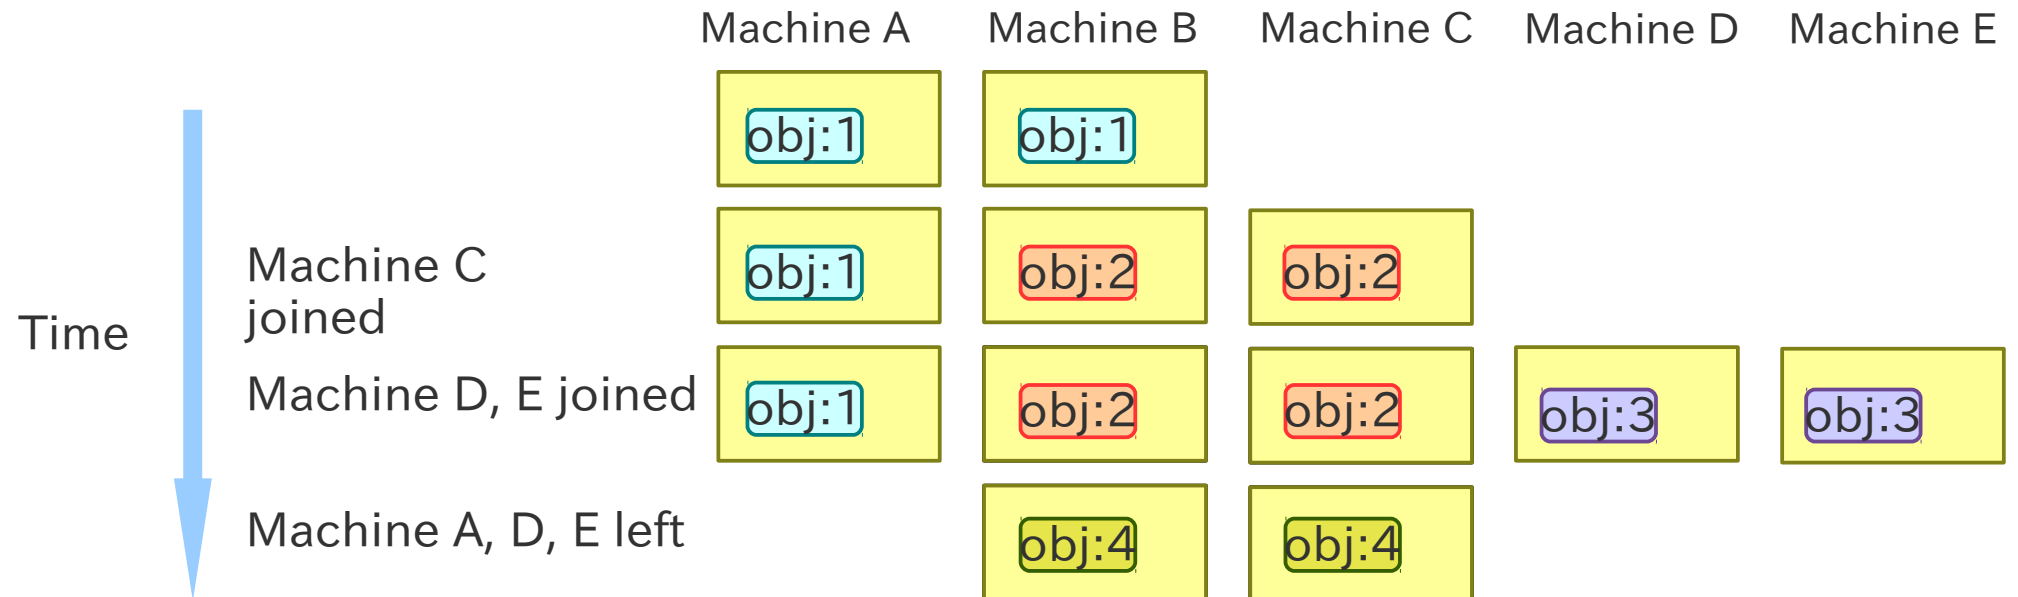 Machine A Machine B Machine C Machine D Machine E
obj:1 obj:1
Machine C
joined
obj:1 obj:2 obj:2
Time
Machine D, E joined
obj:1 obj:2 obj:2 obj:3 obj:3
Machine A, D, E left
obj:4 obj:4